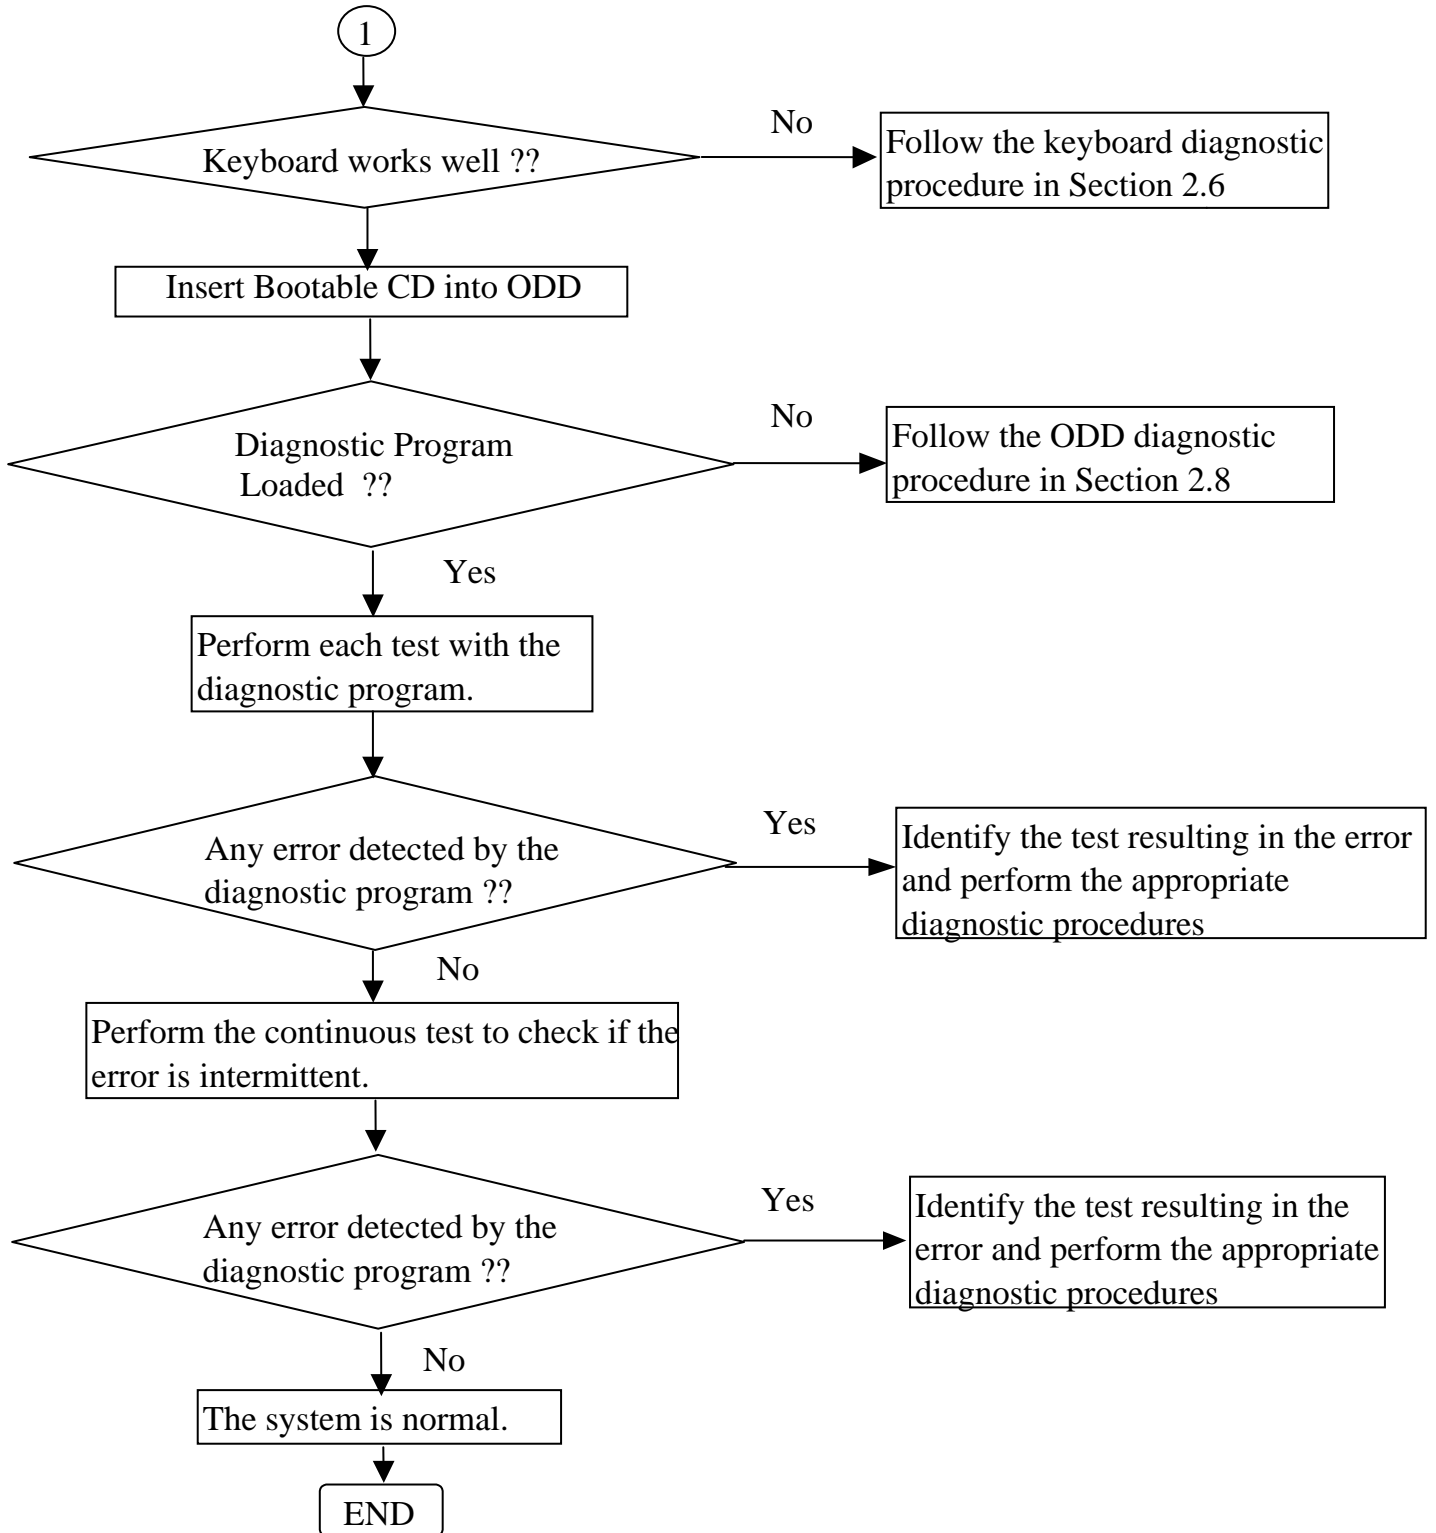 1
Keyboard works well ??
No
Follow the keyboard diagnostic
procedure in Section 2.6
Insert Bootable CD into ODD
Diagnostic Program
Loaded ??
No
Follow the ODD diagnostic
procedure in Section 2.8
Yes
Perform each test with the
diagnostic program.
Any error detected by the
diagnostic program ??
Yes
Identify the test resulting in the error
and perform the appropriate
diagnostic procedures
No
Perform the continuous test to check if the
error is intermittent.
Any error detected by the
diagnostic program ??
Yes
Identify the test resulting in the
error and perform the appropriate
diagnostic procedures
No
The system is normal.
END